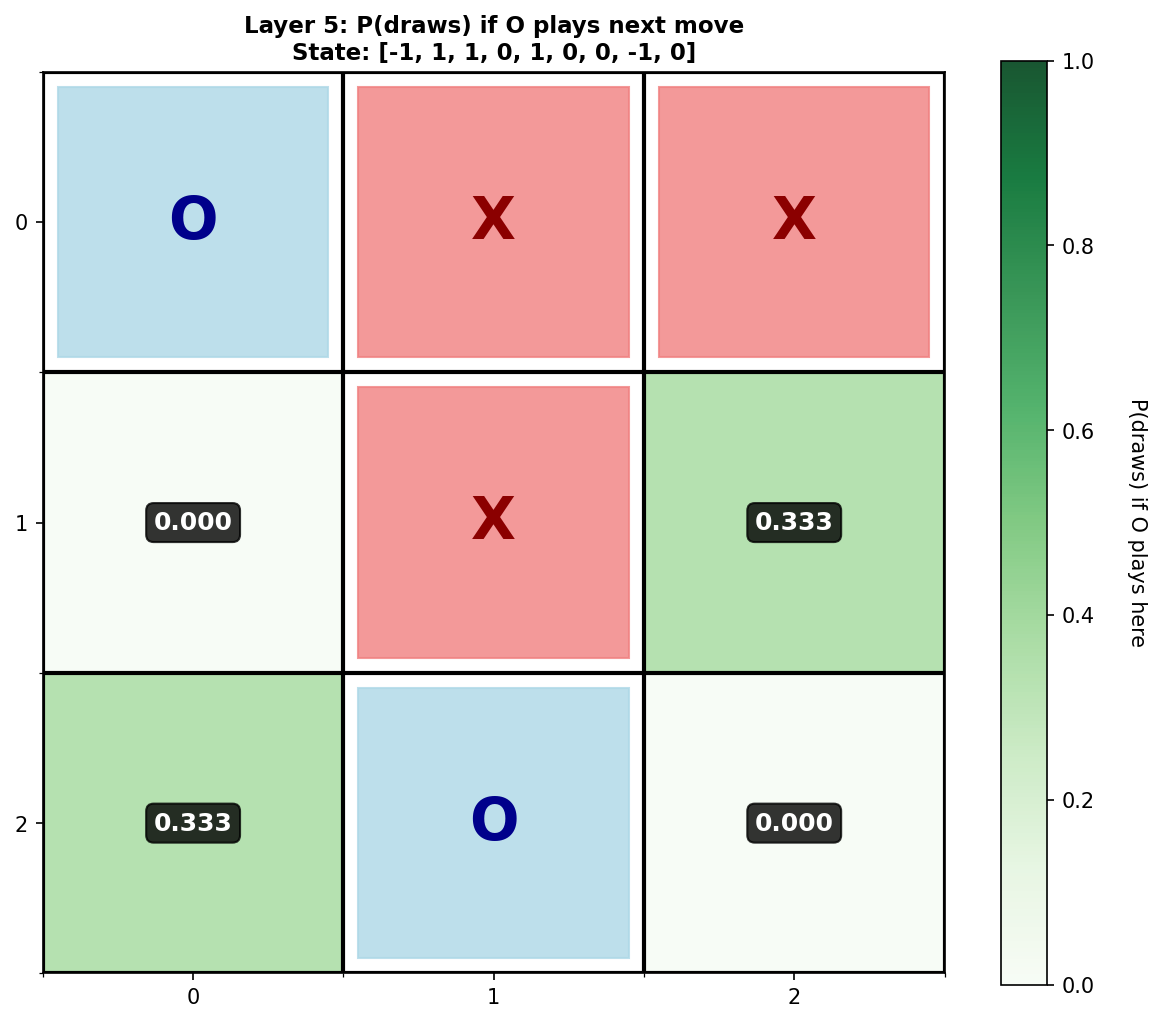 Layer 5: P(draws) if O plays next move
State: [-1, 1, 1, 0, 1, 0, 0, -1, 0]
0
O
X
X
1
0.000
X
0.333
2
0.333
O
0.000
0
1
2
1.0
0.8
0.6
0.4
0.2
0.0
P(draws) if O plays here